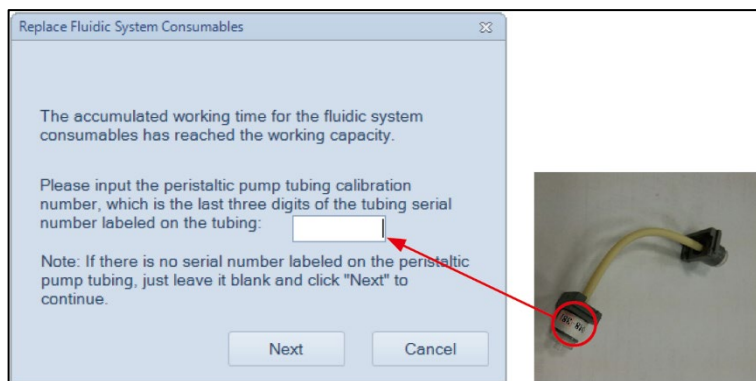 Replace Fluidic System Consumables
The accumulated working time for the fluidic system
consumables has reached the working capacity.
Please input the peristaltic pump tubing calibration
number, which is the last three digits of the tubing serial
number labeled on the tubing:
Note: If there is no serial number labeled on the peristaltic
pump tubing, just leave it blank and click "Next" to
continue.
Next
Cancel